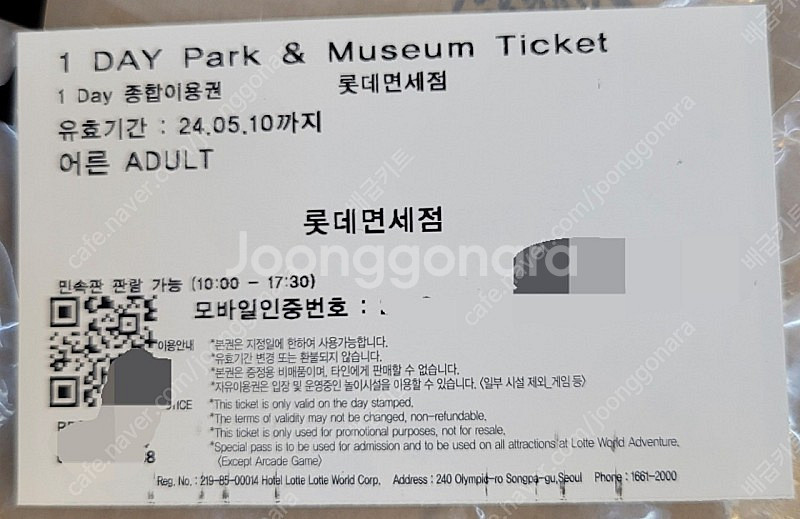 1 DAY Park & Museum Ticket
1 Day 종합이용권 롯데면세점
유효기간 : 24.05.10까지
어른 ADULT
롯데면세점
Joonggonara
민속관 관람 가능 (10:00 - 17:30)
모바일인증번호 :
이용안내 *본권은 지정일에 한하여 사용가능합니다.
*유효기간 변경 또는 환불되지 않습니다.
*본권은 증정용 비매품이며, 타인에게 판매할 수 없습니다.
*자유이용권은 입장 및 운영중인 놀이시설을 이용할 수 있습니다. <일부 시설 제외_게임 등>
*This ticket is only valid on the day stamped.
*The terms of validity may not be changed, non-refundable.
*This ticket is only used for promotional purposes, not for resale.
*Special pass is to be used for admission and to be used on all attractions at Lotte World Adventure.
<Except Arcade Game>
Reg. No. : 219-85-00014 Hotel Lotte Lotte World Corp, Address : 240 Olympic-ro Songpa-gu, Seoul Phone : 1661-2000
cafe.naver.com/joonggonara
배곰키트